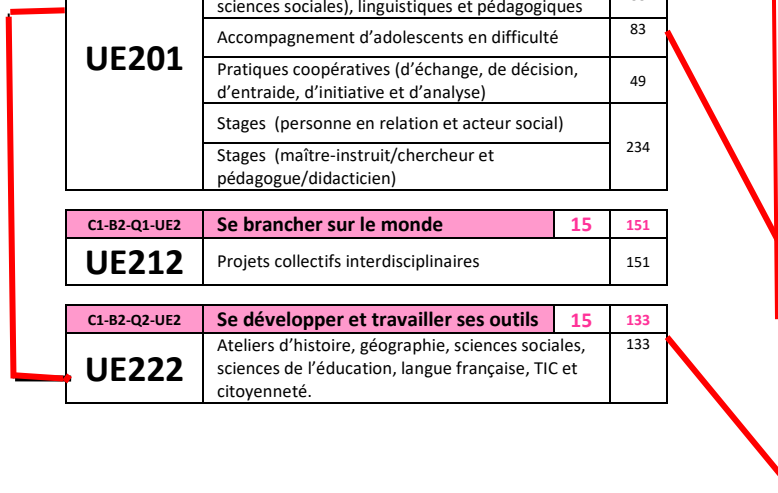 sciences sociales), linguistiques et pédagogiques
UE201
Accompagnement d'adolescents en difficulté 83
Pratiques coopératives (d'échange, de décision,
d'entraide, d'initiative et d'analyse) 49
Stages (personne en relation et acteur social)
234
Stages (maître-instruit/chercheur et
pédagogue/didacticien)
C1-B2-Q1-UE2 Se brancher sur le monde 15 151
UE212 Projets collectifs interdisciplinaires 151
C1-B2-Q2-UE2 Se développer et travailler ses outils 15 133
UE222
Ateliers d'histoire, géographie, sciences sociales, 133
sciences de l'éducation, langue française, TIC et
citoyenneté.